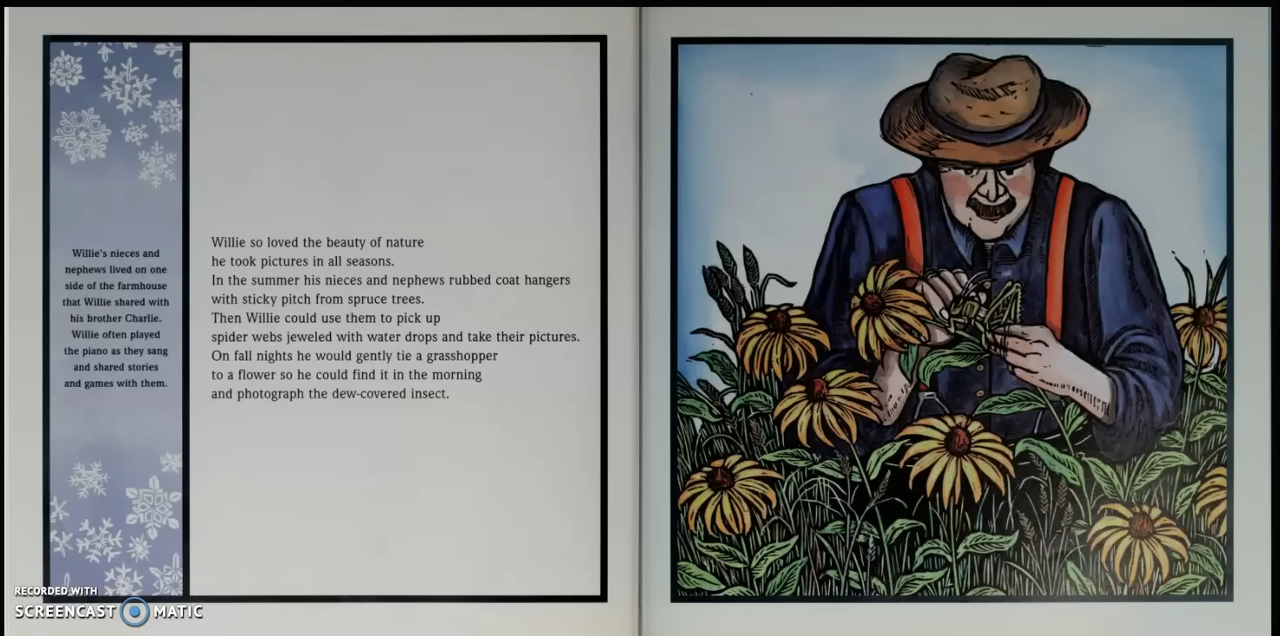 Willie's nieces and
nephews lived on one
side of the farmhouse
that Willie shared with
his brother Charlie.
Willie often played
the piano as they sang
and shared stories
and games with them.
Willie so loved the beauty of nature
he took pictures in all seasons.
In the summer his nieces and nephews rubbed coat hangers
with sticky pitch from spruce trees.
Then Willie could use them to pick up
spider webs jeweled with water drops and take their pictures.
On fall nights he would gently tie a grasshopper
to a flower so he could find it in the morning
and photograph the dew-covered insect.
RECORDED WITH
SCREENCAST MATIC